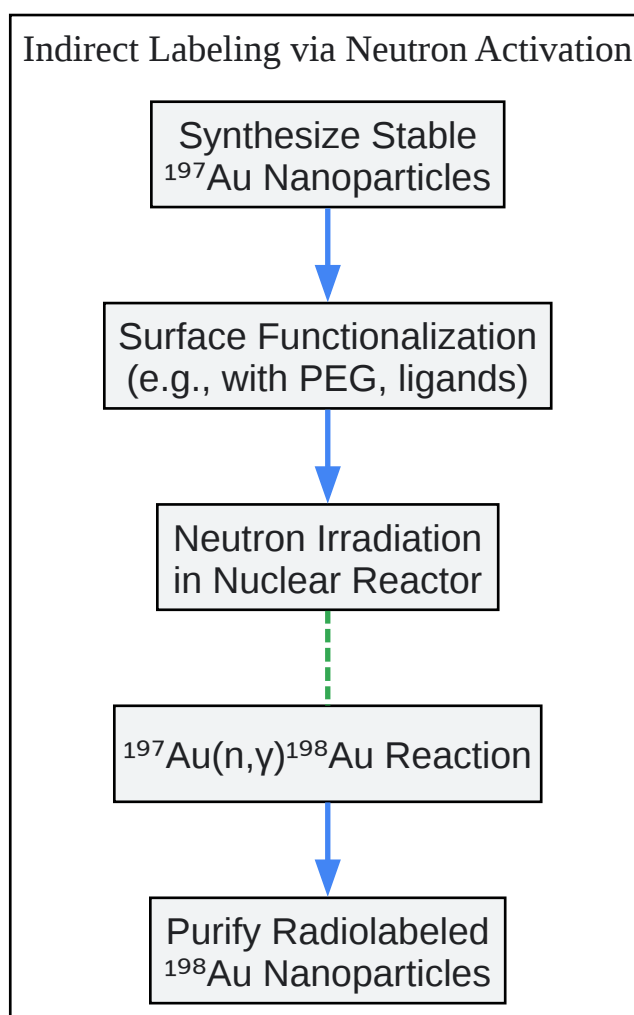 Indirect Labeling via Neutron Activation
Synthesize Stable
¹⁹⁷Au Nanoparticles
Surface Functionalization
(e.g., with PEG, ligands)
Neutron Irradiation
in Nuclear Reactor
¹⁹⁷Au(n,γ)¹⁹⁸Au Reaction
Purify Radiolabeled
¹⁹⁸Au Nanoparticles